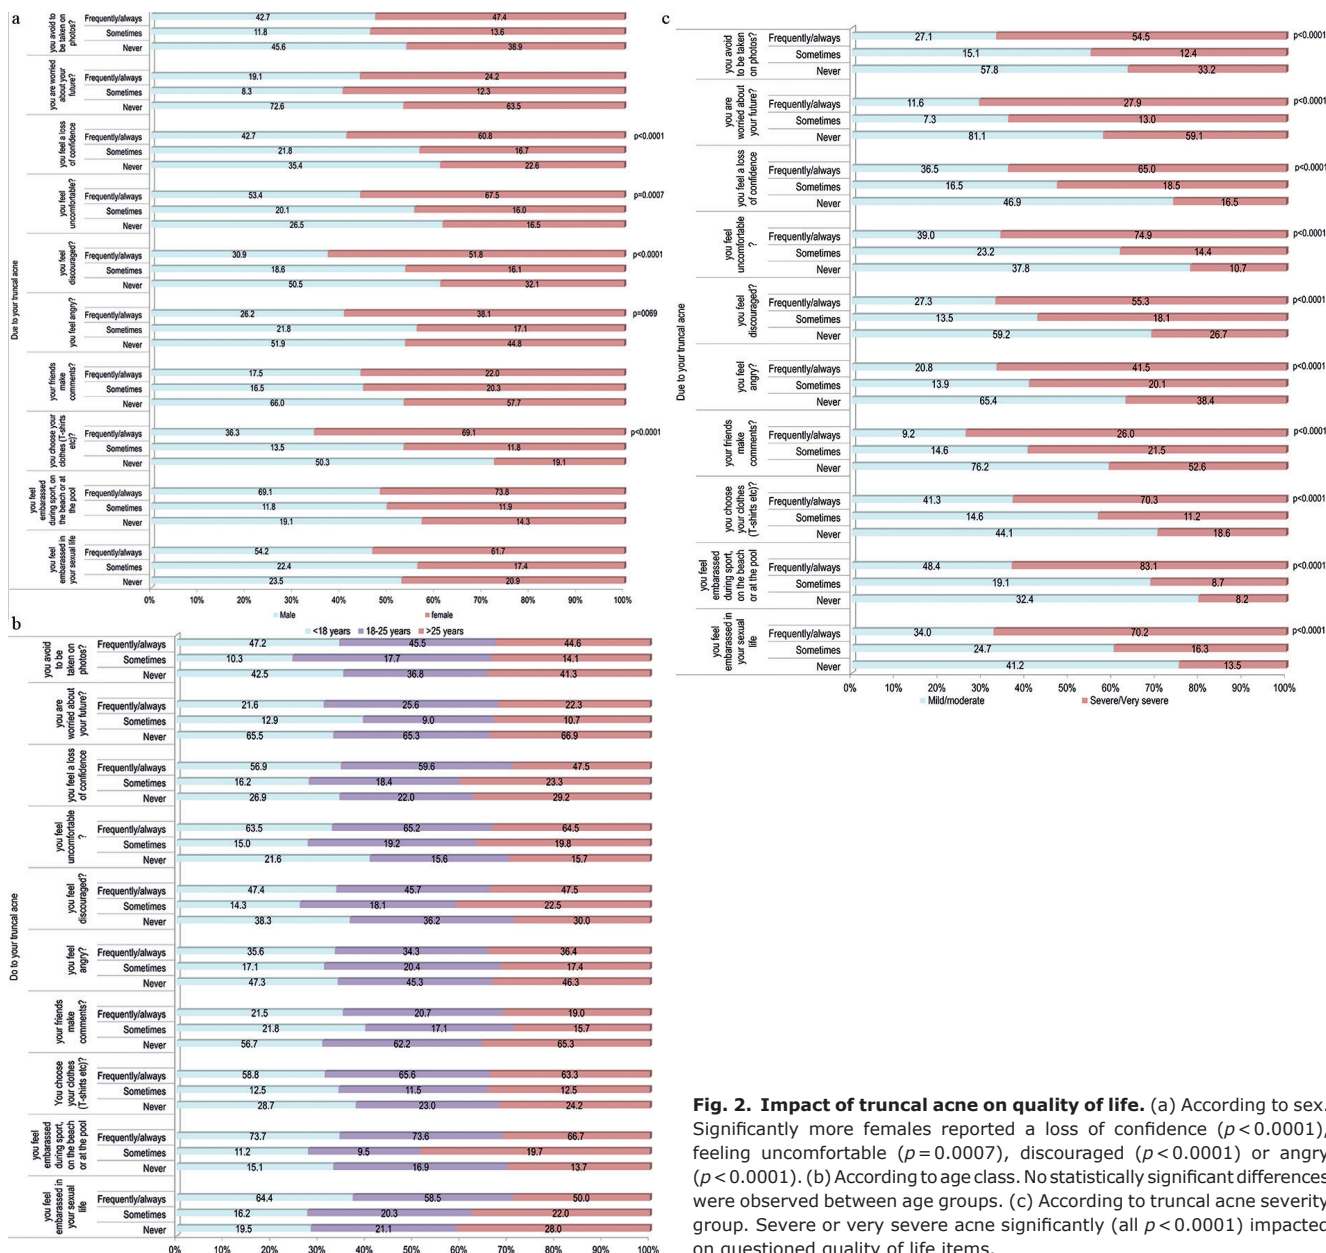 a
Due to your truncal acne
you avoid to
be taken on
photos?
Frequently/always 42.7 47.4
Sometimes 11.8 13.6
Never 45.6 38.9
you are worried
about your
future?
Frequently/always 19.1 24.2
Sometimes 8.3 12.3
Never 72.6 63.5
you feel a loss
of confidence
Frequently/always 42.7 60.8 p<0.0001
Sometimes 21.8 16.7
Never 35.4 22.6
you feel
uncomfortable?
Frequently/always 53.4 67.5 p=0.0007
Sometimes 20.1 16.0
Never 26.5 16.5
you feel
discouraged?
Frequently/always 30.9 51.8 p<0.0001
Sometimes 18.6 16.1
Never 50.5 32.1
you feel angry?
Frequently/always 26.2 38.1 p=0069
Sometimes 21.8 17.1
Never 51.9 44.8
your friends
make
comments?
Frequently/always 17.5 22.0
Sometimes 16.5 20.3
Never 66.0 57.7
you choose your
clothes (T-shirts
etc)?
Frequently/always 36.3 69.1 p<0.0001
Sometimes 13.5 11.8
Never 50.3 19.1
you feel
embarassed
during sport, on
the beach or at
the pool
Frequently/always 69.1 73.8
Sometimes 11.8 11.9
Never 19.1 14.3
you feel
embarassed in
your sexual life
Frequently/always 54.2 61.7
Sometimes 22.4 17.4
Never 23.5 20.9
0% 10% 20% 30% 40% 50% 60% 70% 80% 90% 100%
Male female
b
<18 years 18-25 years >25 years
Do to your truncal acne
you avoid
to be
taken on
photos?
Frequently/always 47.2 45.5 44.6
Sometimes 10.3 17.7 14.1
Never 42.5 36.8 41.3
you are
worried about
your future?
Frequently/always 21.6 25.6 22.3
Sometimes 12.9 9.0 10.7
Never 65.5 65.3 66.9
you feel a loss
of confidence
Frequently/always 56.9 59.6 47.5
Sometimes 16.2 18.4 23.3
Never 26.9 22.0 29.2
you feel
uncomfortable
?
Frequently/always 63.5 65.2 64.5
Sometimes 15.0 19.2 19.8
Never 21.6 15.6 15.7
you feel
discouraged?
Frequently/always 47.4 45.7 47.5
Sometimes 14.3 18.1 22.5
Never 38.3 36.2 30.0
you feel
angry?
Frequently/always 35.6 34.3 36.4
Sometimes 17.1 20.4 17.4
Never 47.3 45.3 46.3
your friends
make
comments?
Frequently/always 21.5 20.7 19.0
Sometimes 21.8 17.1 15.7
Never 56.7 62.2 65.3
You choose
your clothes
(T-shirts etc)?
Frequently/always 58.8 65.6 63.3
Sometimes 12.5 11.5 12.5
Never 28.7 23.0 24.2
you feel
embarassed
during sport,
on the beach
or at the pool
Frequently/always 73.7 73.6 66.7
Sometimes 11.2 9.5 19.7
Never 15.1 16.9 13.7
you feel
embarassed in
your sexual
life
Frequently/always 64.4 58.5 50.0
Sometimes 16.2 20.3 22.0
Never 19.5 21.1 28.0
0% 10% 20% 30% 40% 50% 60% 70% 80% 90% 100%
c
Due to your truncal acne
you avoid
to be taken
on photos?
Frequently/always 27.1 54.5 p<0.0001
Sometimes 15.1 12.4
Never 57.8 33.2
you are
worried about
your future?
Frequently/always 11.6 27.9 p<0.0001
Sometimes 7.3 13.0
Never 81.1 59.1
you feel a loss
of confidence
Frequently/always 36.5 65.0 p<0.0001
Sometimes 16.5 18.5
Never 46.9 16.5
you feel
uncomfortable
?
Frequently/always 39.0 74.9 p<0.0001
Sometimes 23.2 14.4
Never 37.8 10.7
you feel
discouraged?
Frequently/always 27.3 55.3 p<0.0001
Sometimes 13.5 18.1
Never 59.2 26.7
you feel
angry?
Frequently/always 20.8 41.5 p<0.0001
Sometimes 13.9 20.1
Never 65.4 38.4
your friends
make
comments?
Frequently/always 9.2 26.0 p<0.0001
Sometimes 14.6 21.5
Never 76.2 52.6
you choose
your clothes
(T-shirts etc)?
Frequently/always 41.3 70.3 p<0.0001
Sometimes 14.6 11.2
Never 44.1 18.6
you feel
embarassed
during sport,
on the beach
or at the pool
Frequently/always 48.4 83.1 p<0.0001
Sometimes 19.1 8.7
Never 32.4 8.2
you feel
embarassed in
your sexual
life
Frequently/always 34.0 70.2 p<0.0001
Sometimes 24.7 16.3
Never 41.2 13.5
0% 10% 20% 30% 40% 50% 60% 70% 80% 90% 100%
Mild/moderate Severe/Very severe
Fig. 2. Impact of truncal acne on quality of life. (a) According to sex.
Significantly more females reported a loss of confidence (p < 0.0001),
feeling uncomfortable (p = 0.0007), discouraged (p < 0.0001) or angry
(p < 0.0001). (b) According to age class. No statistically significant differences
were observed between age groups. (c) According to truncal acne severity
group. Severe or very severe acne significantly (all p < 0.0001) impacted
on questioned quality of life items.